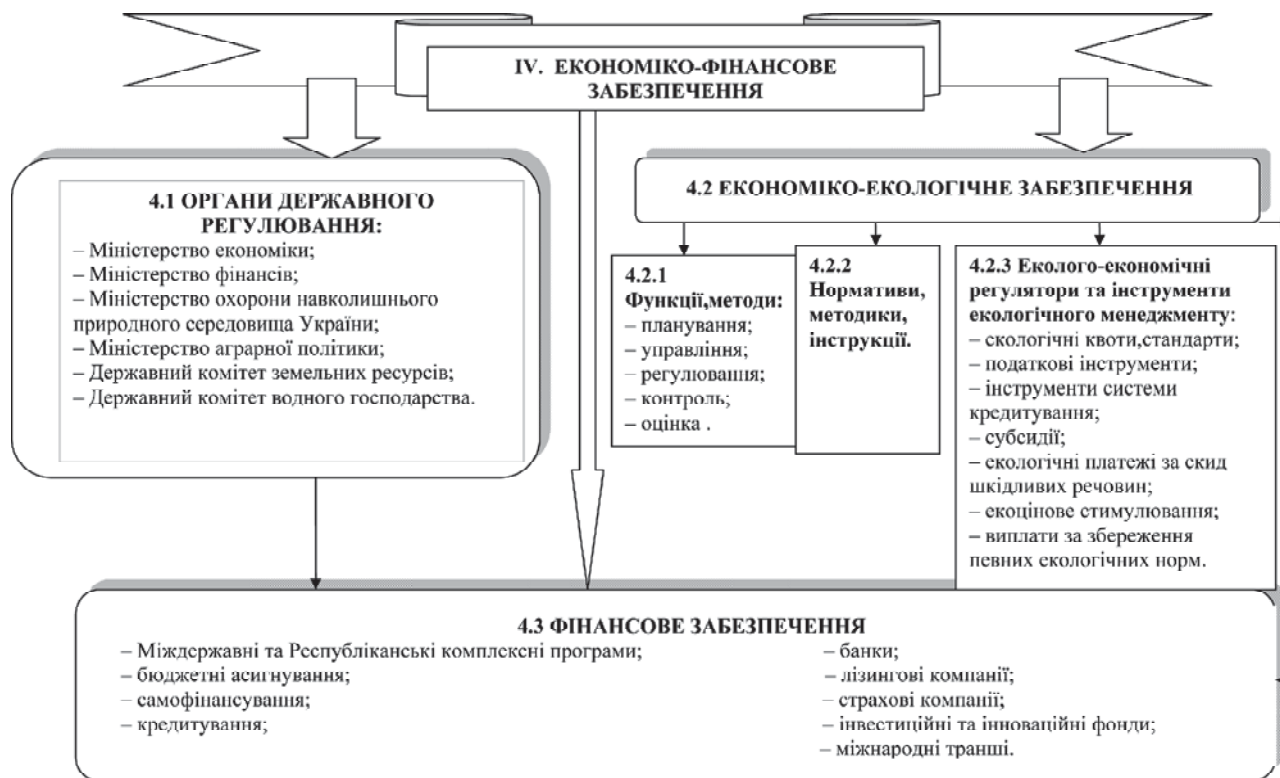 IV. ЕКОНОМІКО-ФІНАНСОВЕ
ЗАБЕЗПЕЧЕННЯ
4.1 ОРГАНИ ДЕРЖАВНОГО
РЕГУЛЮВАННЯ:
– Міністерство економіки;
– Міністерство фінансів;
– Міністерство охорони навколишнього
природного середовища України;
– Міністерство аграрної політики;
– Державний комітет земельних ресурсів;
– Державний комітет водного господарства.
4.2 ЕКОНОМІКО-ЕКОЛОГІЧНЕ ЗАБЕЗПЕЧЕННЯ
4.2.1
Функції,методи:
– планування;
– управління;
– регулювання;
– контроль;
– оцінка .
4.2.2
Нормативи,
методики,
інструкції.
4.2.3 Еколого-економічні
регулятори та інструменти
екологічного менеджменту:
– екологічні квоти,стандарти;
– податкові інструменти;
– інструменти системи
кредитування;
– субсидії;
– екологічні платежі за скид
шкідливих речовин;
– екоцінове стимулювання;
– виплати за збереження
певних екологічних норм.
4.3 ФІНАНСОВЕ ЗАБЕЗПЕЧЕННЯ
– Міждержавні та Республіканські комплексні програми;
– бюджетні асигнування;
– самофінансування;
– кредитування;
– банки;
– лізингові компанії;
– страхові компанії;
– інвестиційні та інноваційні фонди;
– міжнародні транші.